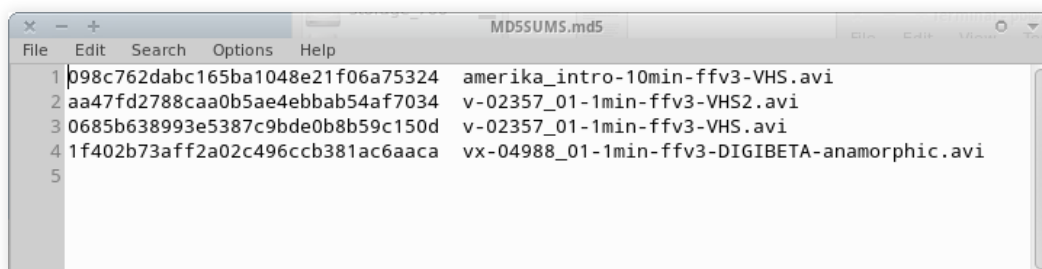 MD5SUMS.md5
File Edit Search Options Help
1 098c762dabc165ba1048e21f06a75324 amerika_intro-10min-ffv3-VHS.avi
2 aa47fd2788caa0b5ae4ebbab54af7034 v-02357_01-1min-ffv3-VHS2.avi
3 0685b638993e5387c9bde0b8b59c150d v-02357_01-1min-ffv3-VHS.avi
4 1f402b73aff2a02c496ccb381ac6aaca vx-04988_01-1min-ffv3-DIGIBETA-anamorphic.avi
5